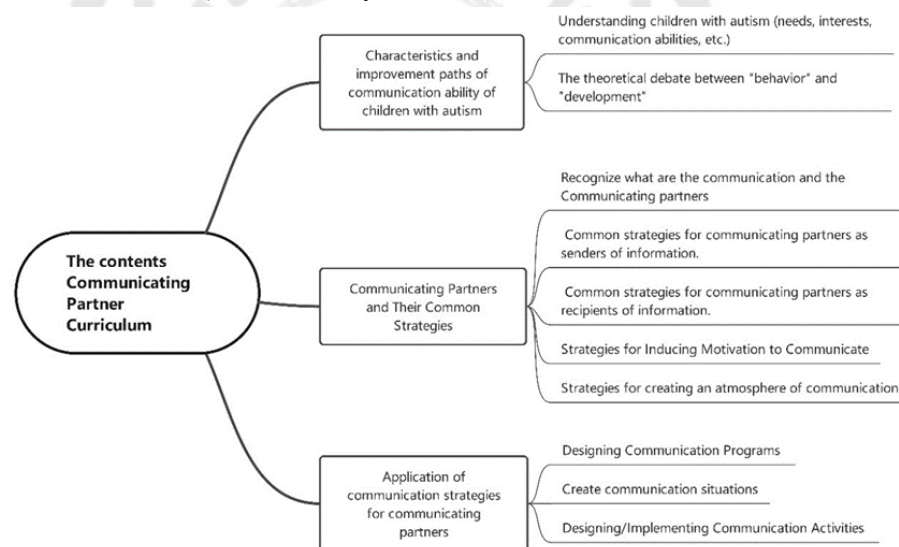 The contents
Communicating
Partner
Curriculum
Characteristics and
improvement paths of
communication ability of
children with autism
Understanding children with autism (needs, interests,
communication abilities, etc.)
The theoretical debate between "behavior" and
"development"
Communicating Partners
and Their Common
Strategies
Recognize what are the communication and the
Communicating partners
Common strategies for communicating partners as
senders of information.
Common strategies for communicating partners as
recipients of information.
Strategies for Inducing Motivation to Communicate
Strategies for creating an atmosphere of communication
Application of
communication strategies
for communicating
partners
Designing Communication Programs
Create communication situations
Designing/Implementing Communication Activities